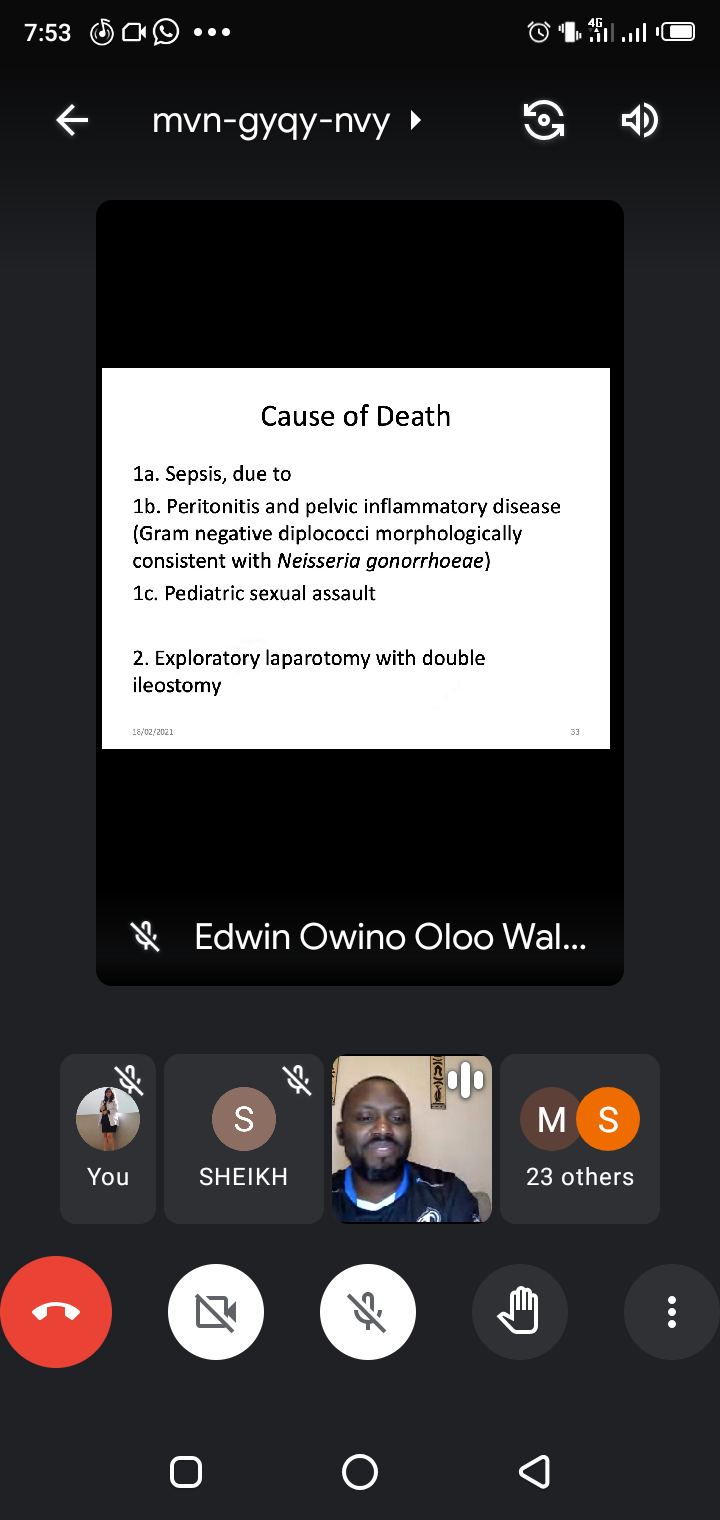 7:53
4G
mvn-gyqy-nvy
Cause of Death
1a. Sepsis, due to
1b. Peritonitis and pelvic inflammatory disease
(Gram negative diplococci morphologically
consistent with Neisseria gonorrhoeae)
1c. Pediatric sexual assault
2. Exploratory laparotomy with double
ileostomy
18/02/2021
33
Edwin Owino Oloo Wal...
You
S
SHEIKH
M
S
23 others